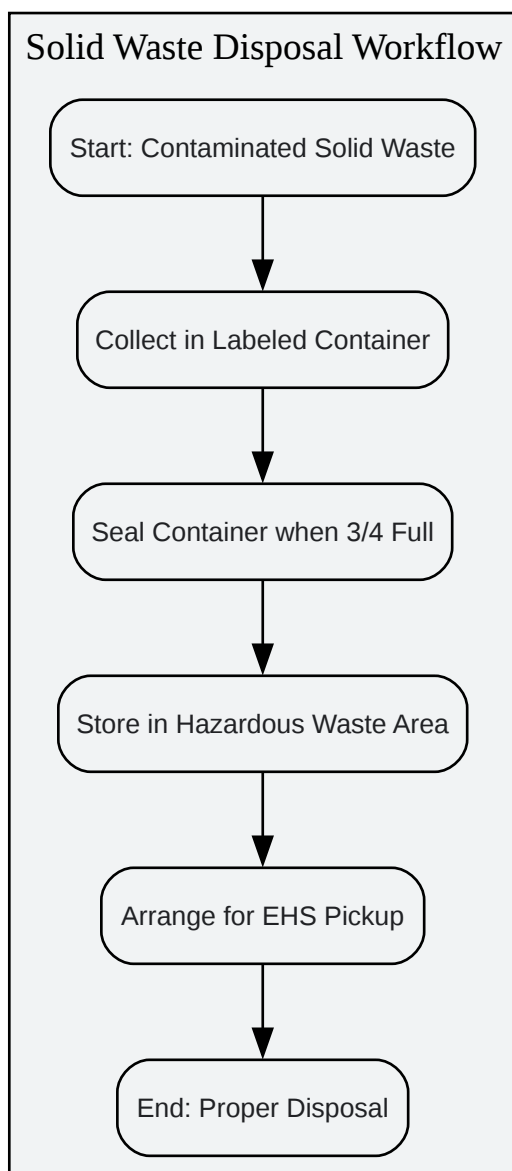 Solid Waste Disposal Workflow
Start: Contaminated Solid Waste
Collect in Labeled Container
Seal Container when 3/4 Full
Store in Hazardous Waste Area
Arrange for EHS Pickup
End: Proper Disposal